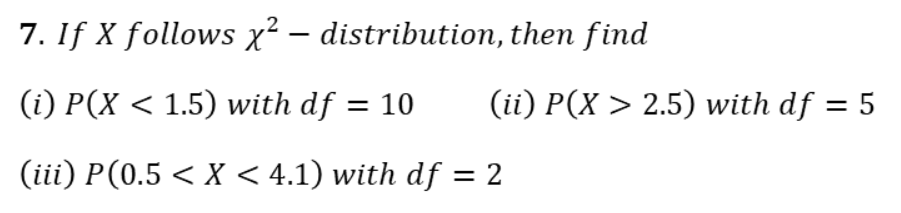 7. If X follows χ² − distribution, then find
(i) P(X < 1.5) with df = 10 (ii) P(X > 2.5) with df = 5
(iii) P(0.5 < X < 4.1) with df = 2